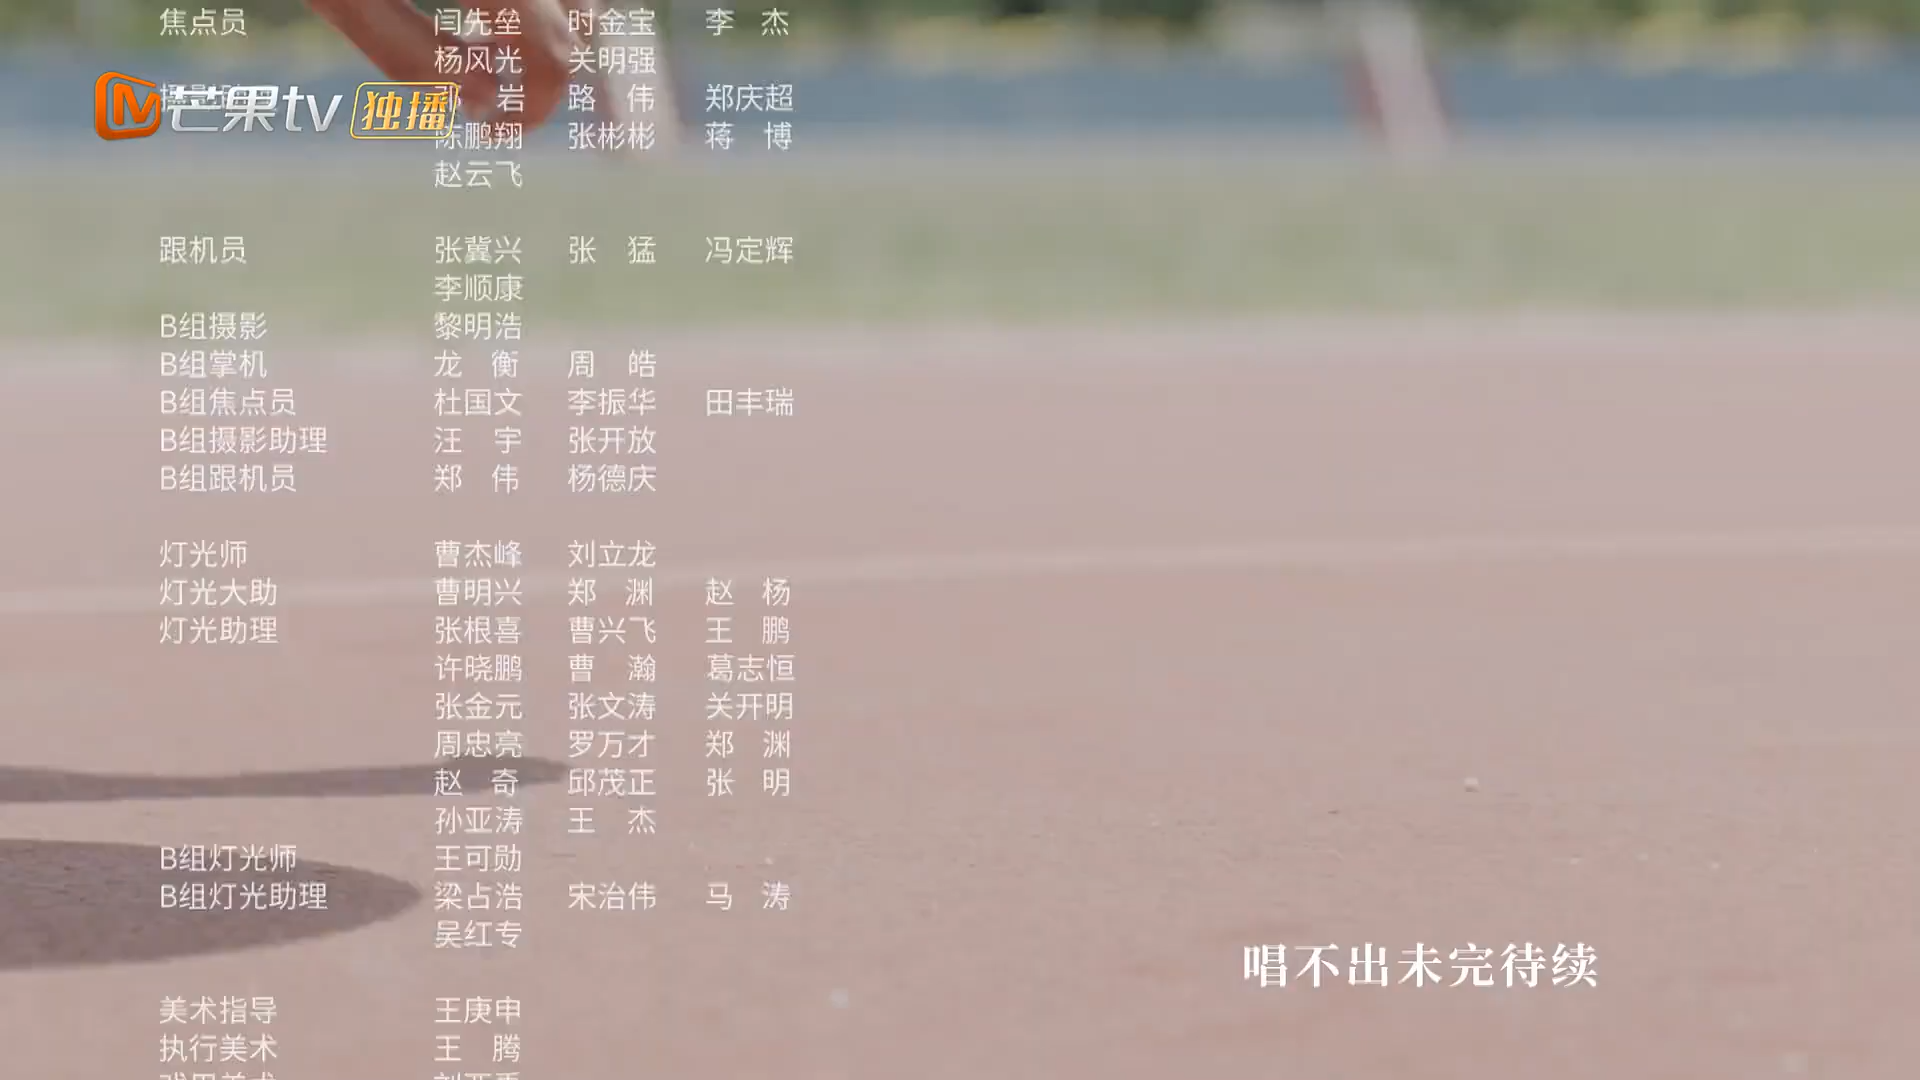 焦点员 闫先垒 时金宝 李 杰
杨风光 关明强
芒果tv 独播
岩 路 伟 郑庆超
陈鹏翔 张彬彬 蒋 博
赵云飞
跟机员 张冀兴 张 猛 冯定辉
李顺康
B组摄影 黎明浩
B组掌机 龙 衡 周 皓
B组焦点员 杜国文 李振华 田丰瑞
B组摄影助理 汪 宇 张开放
B组跟机员 郑 伟 杨德庆
灯光师 曹杰峰 刘立龙
灯光大助 曹明兴 郑 渊 赵 杨
灯光助理 张根喜 曹兴飞 王 鹏
许晓鹏 曹 瀚 葛志恒
张金元 张文涛 关开明
周忠亮 罗万才 郑 渊
赵 奇 邱茂正 张 明
孙亚涛 王 杰
B组灯光师 王可勋
B组灯光助理 梁占浩 宋治伟 马 涛
吴红专
唱不出未完待续
美术指导 王庚申
执行美术 王 腾